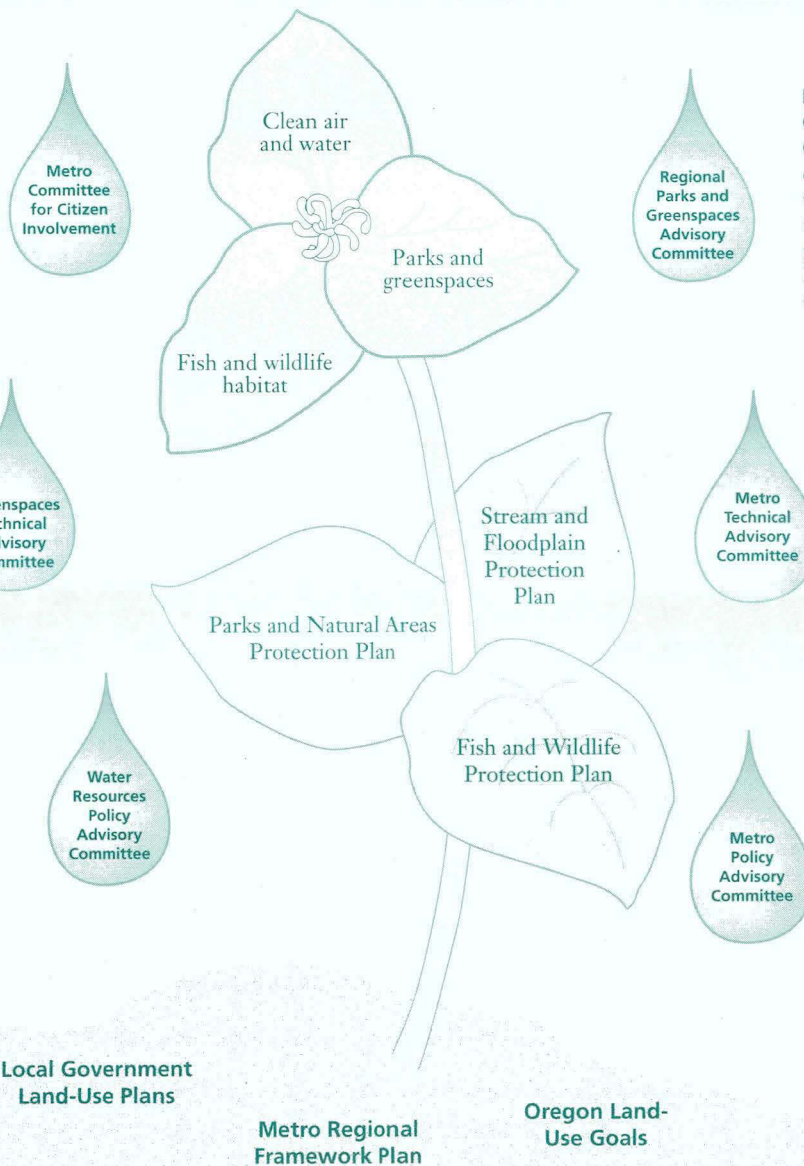 Clean air
and water
Metro
Committee
for Citizen
Involvement
Regional
Parks and
Greenspaces
Advisory
Committee
Parks and
greenspaces
Fish and wildlife
habitat
Metro
Technical
Advisory
Committee
Stream and
Floodplain
Protection
Plan
Parks and Natural Areas
Protection Plan
Fish and Wildlife
Protection Plan
Water
Resources
Policy
Advisory
Committee
Metro
Policy
Advisory
Committee
Local Government
Land-Use Plans
Metro Regional
Framework Plan
Oregon Land-
Use Goals